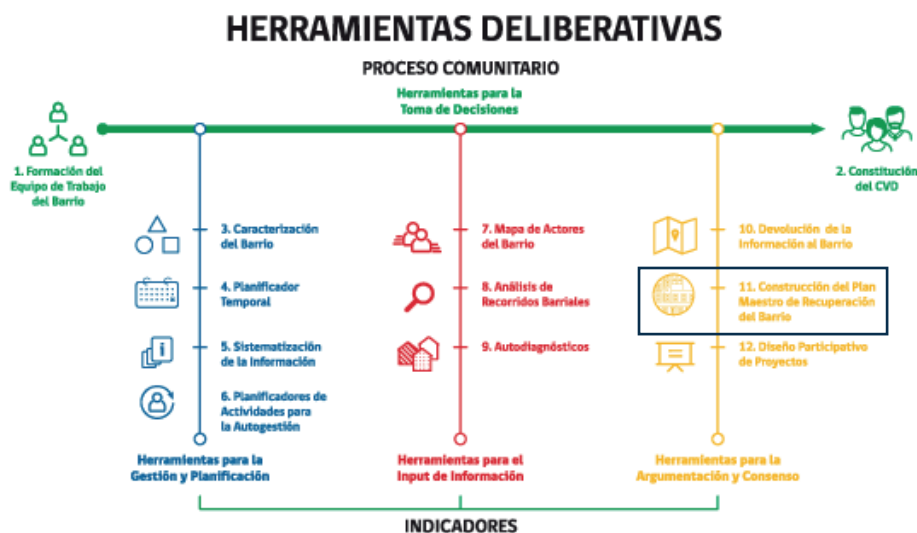 HERRAMIENTAS DELIBERATIVAS
PROCESO COMUNITARIO
Herramientas para la
Toma de Decisiones
1. Formación del
Equipo de Trabajo
del Barrio
2. Constitución
del CVD
3. Caracterización
del Barrio
4. Planificador
Temporal
5. Sistematización
de la Información
6. Planificadores de
Actividades para
la Autogestión
Herramientas para la
Gestión y Planificación
7. Mapa de Actores
del Barrio
8. Análisis de
Recorridos Barriales
9. Autodiagnósticos
Herramientas para el
Input de Información
10. Devolución de la
Información al Barrio
11. Construcción del Plan
Maestro de Recuperación
del Barrio
12. Diseño Participativo
de Proyectos
Herramientas para la
Argumentación y Consenso
INDICADORES